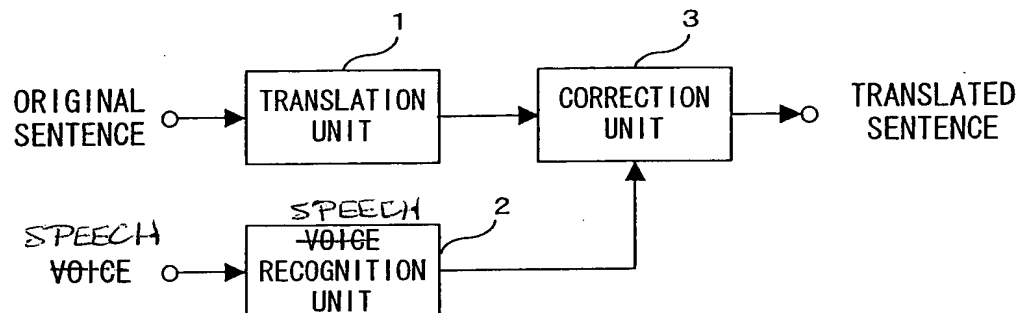 1
3
ORIGINAL
SENTENCE
TRANSLATION
UNIT
CORRECTION
UNIT
TRANSLATED
SENTENCE
SPEECH
VOICE
SPEECH
VOICE
RECOGNITION
UNIT
2